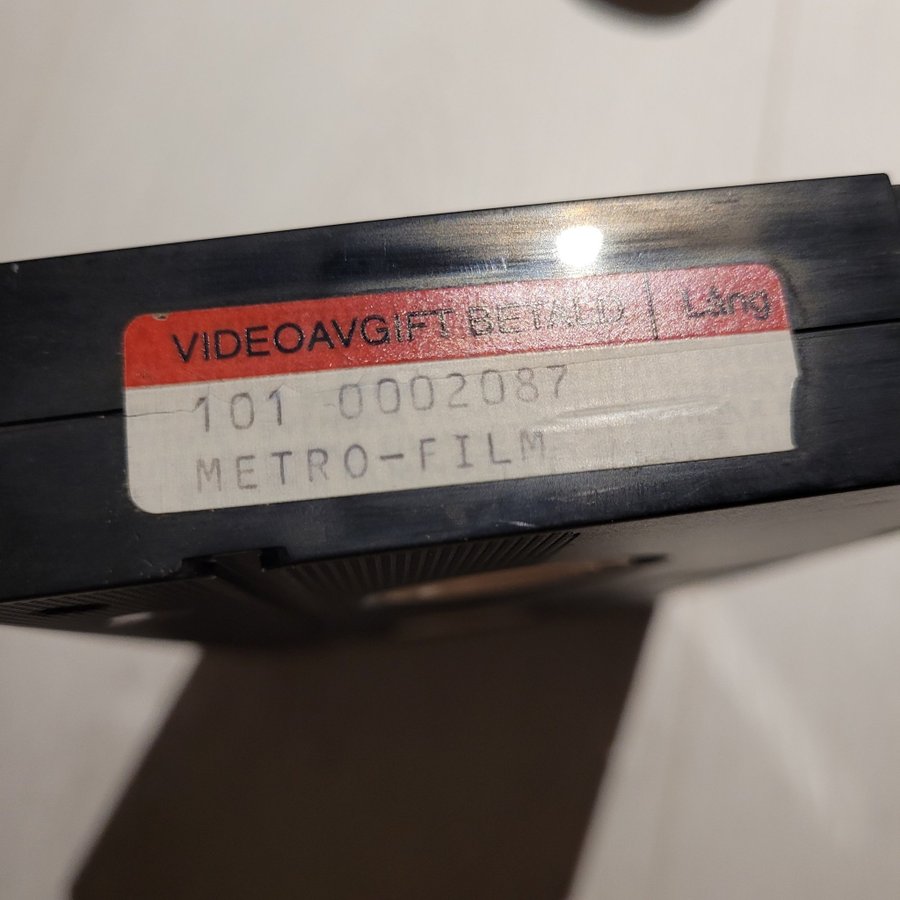 VIDEOAVGIFT BETALD | Lång
101 0002087
METRO-FILM